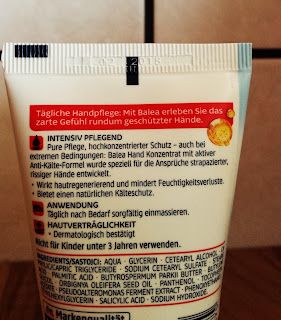 Tägliche Handpflege: Mit Balea erleben Sie das
zarte Gefühl rundum geschützter Hände.
INTENSIV PFLEGEND
Pure Pflege, hochkonzentrierter Schutz – auch bei
extremen Bedingungen: Balea Hand Konzentrat mit aktiver
Anti-Kälte-Formel wurde speziell für die Ansprüche strapazierter,
rissiger Hände entwickelt.
• Wirkt hautregenerierend und mindert Feuchtigkeitsverluste.
• Bietet einen natürlichen Kälteschutz.
ANWENDUNG
Täglich nach Bedarf sorgfältig einmassieren.
HAUTVERTRÄGLICHKEIT
• Dermatologisch bestätigt
Nicht für Kinder unter 3 Jahren verwenden.
INGREDIENTS/SASTOJCI: AQUA · GLYCERIN · CETEARYL ALCOHOL ·
CAPRYLIC/CAPRIC TRIGLYCERIDE · SODIUM CETEARYL SULFATE ·
PALMITIC ACID · BUTYROSPERMUM PARKII BUTTER ·
ORBIGNYA OLEIFERA SEED OIL · PANTHENOL ·
PSEUDOALTEROMONAS FERMENT EXTRACT ·
SALICYLIC ACID · SODIUM HYDROXIDE
Markenqualität